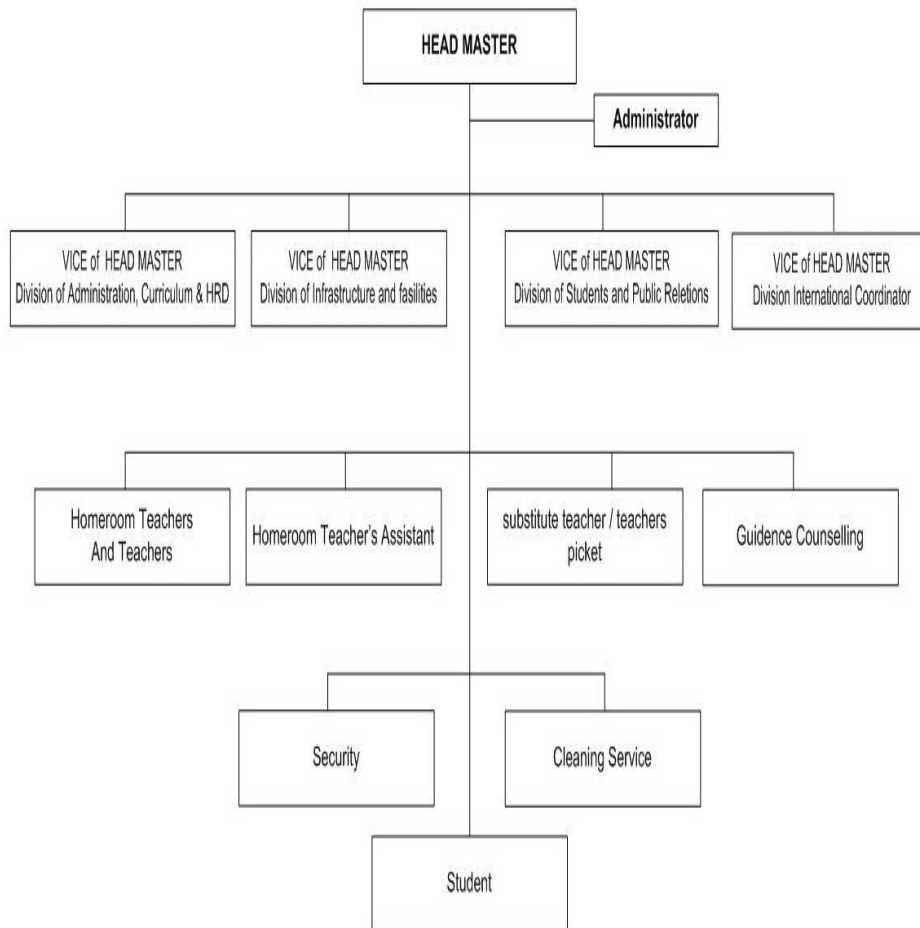 HEAD MASTER
Administrator
VICE of HEAD MASTER
Division of Administration, Curriculum & HRD
VICE of HEAD MASTER
Division of Infrastructure and fasilities
VICE of HEAD MASTER
Division of Students and Public Reletions
VICE of HEAD MASTER
Division International Coordinator
Homeroom Teachers
And Teachers
Homeroom Teacher's Assistant
substitute teacher / teachers
picket
Guidence Counselling
Security
Cleaning Service
Student